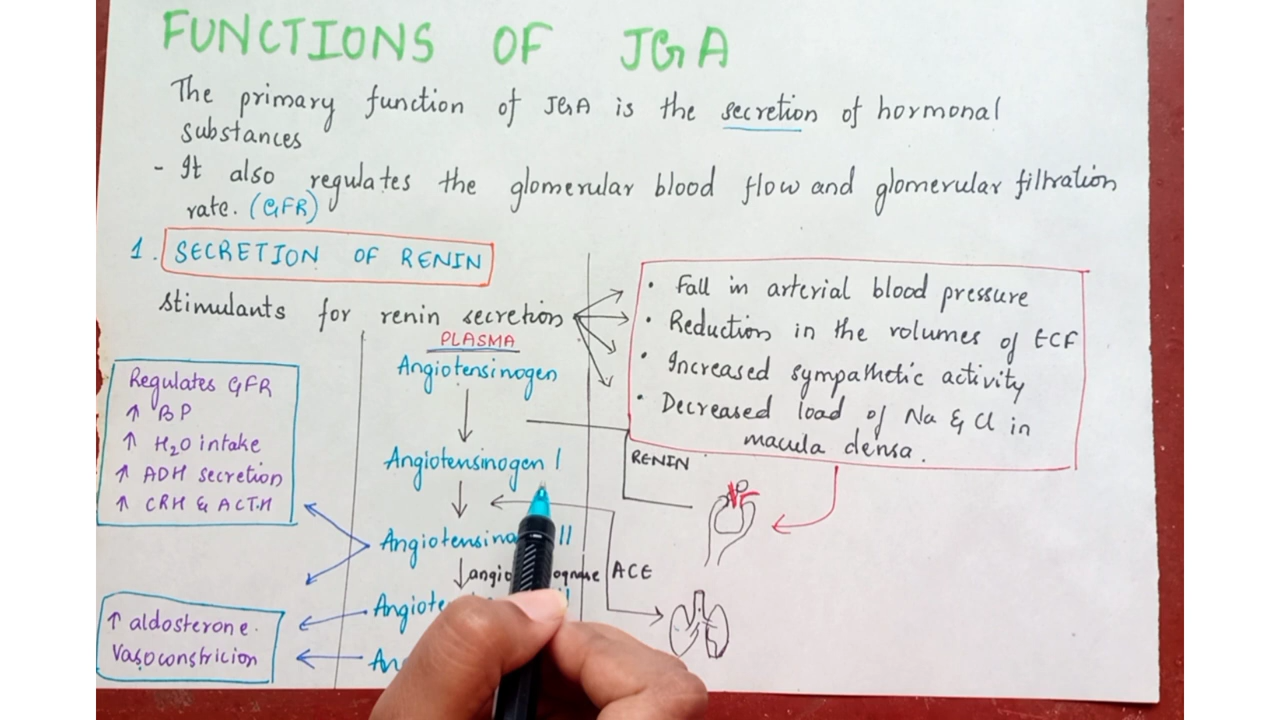 FUNCTIONS OF JGA
The primary function of JGA is the secretion of hormonal
substances
- It also regulates the glomerular blood flow and glomerular filtration
rate. (GFR)
1. SECRETION OF RENIN
stimulants for renin secretion
• Fall in arterial blood pressure
• Reduction in the volumes of ECF
• Increased sympathetic activity
• Decreased load of Na & Cl in
macula densa.
PLASMA
Angiotensinogen
Angiotensinogen I
RENIN
ACE
Regulates GFR
↑ BP
↑ H₂O intake
↑ ADH secretion
↑ CRH & ACTH
↑ aldosterone.
Vasoconstricion